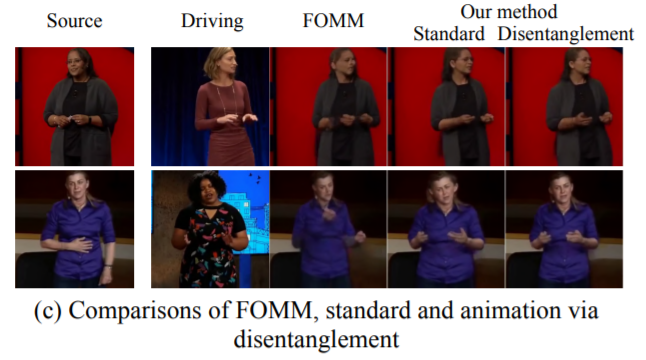 Source Driving FOMM Our method
Standard Disentanglement
(c) Comparisons of FOMM, standard and animation via
disentanglement